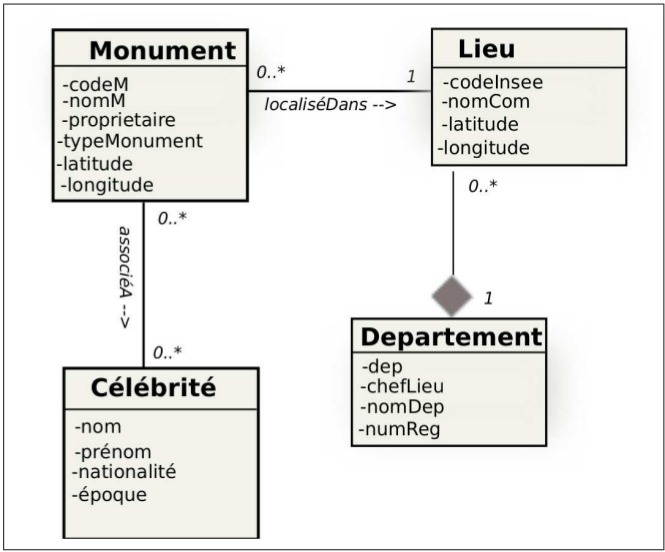 Monument
-codeM
-nomM
-proprietaire
-typeMonument
-latitude
-longitude
0..*
1
localiséDans -->
Lieu
-codeInsee
-nomCom
-latitude
-longitude
0..*
associéA -->
0..*
0..*
1
Departement
-dep
-chefLieu
-nomDep
-numReg
Célébrité
-nom
-prénom
-nationalité
-époque